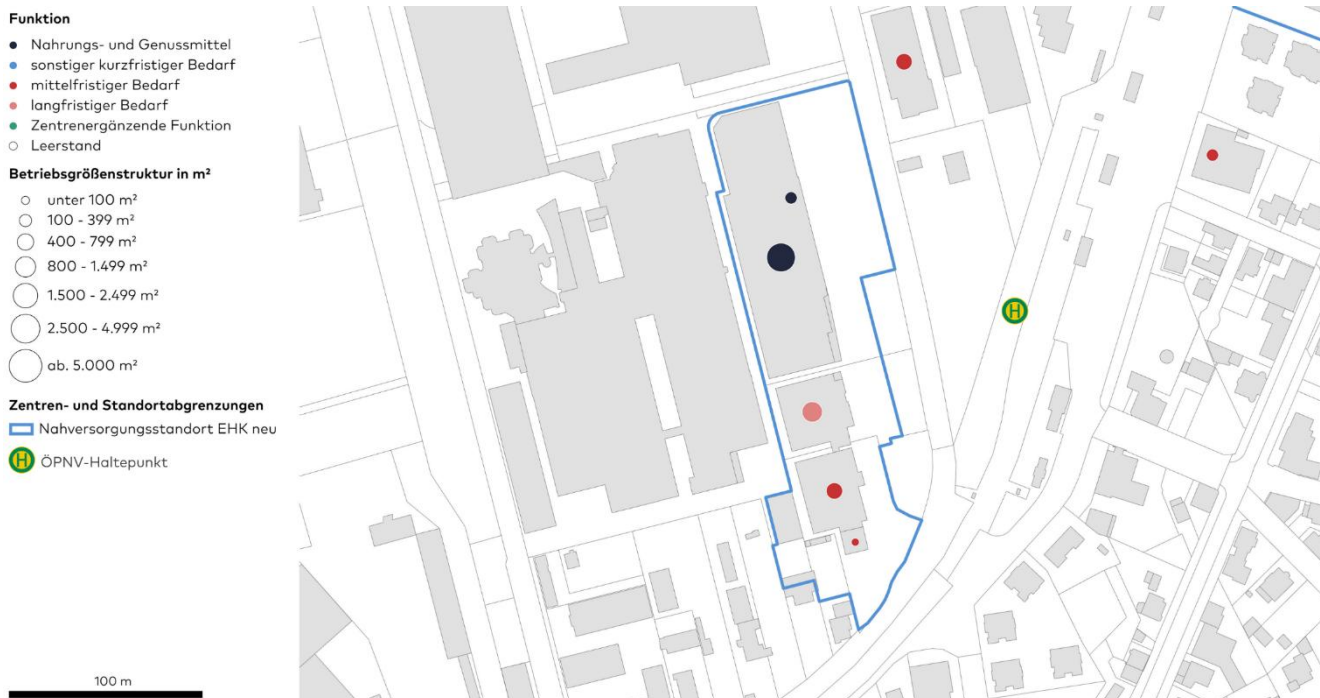 Funktion
Nahrungs- und Genussmittel
sonstiger kurzfristiger Bedarf
mittelfristiger Bedarf
langfristiger Bedarf
Zentrenergänzende Funktion
Leerstand
Betriebsgrößenstruktur in m²
unter 100 m²
100 - 399 m²
400 - 799 m²
800 - 1.499 m²
1.500 - 2.499 m²
2.500 - 4.999 m²
ab. 5.000 m²
Zentren- und Standortabgrenzungen
Nahversorgungsstandort EHK neu
H ÖPNV-Haltepunkt
100 m
H